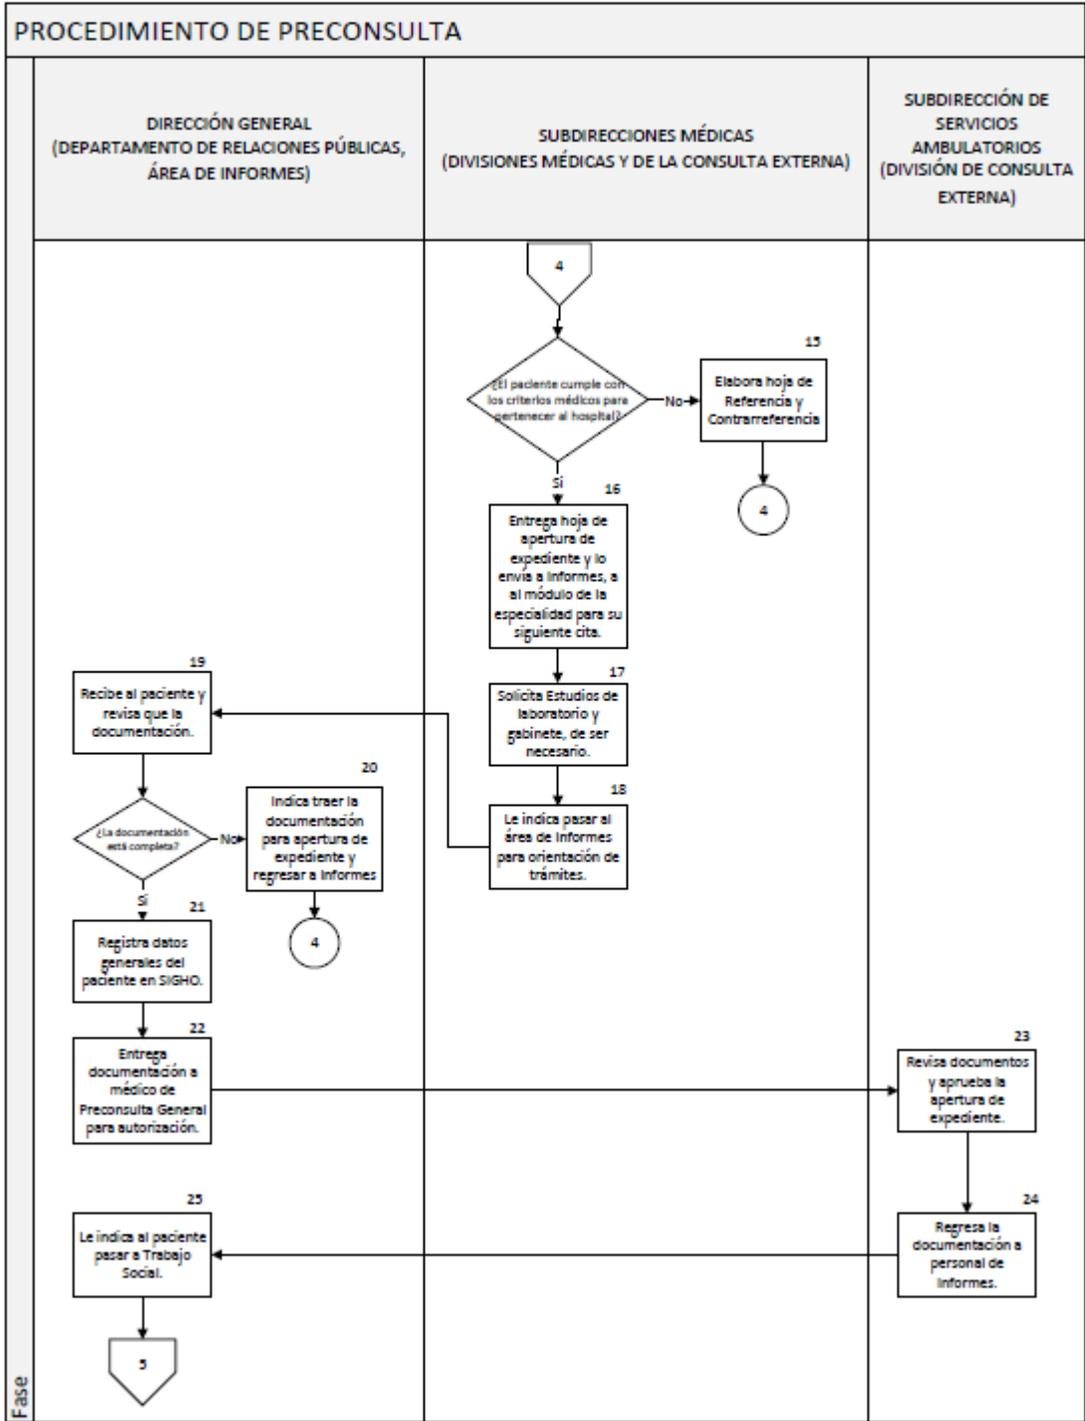 PROCEDIMIENTO DE PRECONSULTA
DIRECCIÓN GENERAL
(DEPARTAMENTO DE RELACIONES PÚBLICAS,
ÁREA DE INFORMES)
SUBDIRECCIONES MÉDICAS
(DIVISIONES MÉDICAS Y DE LA CONSULTA EXTERNA)
SUBDIRECCIÓN DE
SERVICIOS
AMBULATORIOS
(DIVISIÓN DE CONSULTA
EXTERNA)
4
¿El paciente cumple con
los criterios médicos para
pertenecer al hospital?
No
15
Elabora hoja de
Referencia y
Contrarreferencia
4
Si
16
Entrega hoja de
apertura de
expediente y lo
envía a Informes, a
al módulo de la
especialidad para su
siguiente cita.
17
Solicita Estudios de
laboratorio y
gabinete, de ser
necesario.
18
Le indica pasar al
área de Informes
para orientación de
trámites.
19
Recibe al paciente y
revisa que la
documentación.
¿La documentación
está completa?
No
20
Indica traer la
documentación
para apertura de
expediente y
regresar a Informes
4
Si
21
Registra datos
generales del
paciente en SIGHO.
22
Entrega
documentación a
médico de
Preconsulta General
para autorización.
23
Revisa documentos
y aprueba la
apertura de
expediente.
24
Regresa la
documentación a
personal de
Informes.
25
Le indica al paciente
pasar a Trabajo
Social.
5
Fase